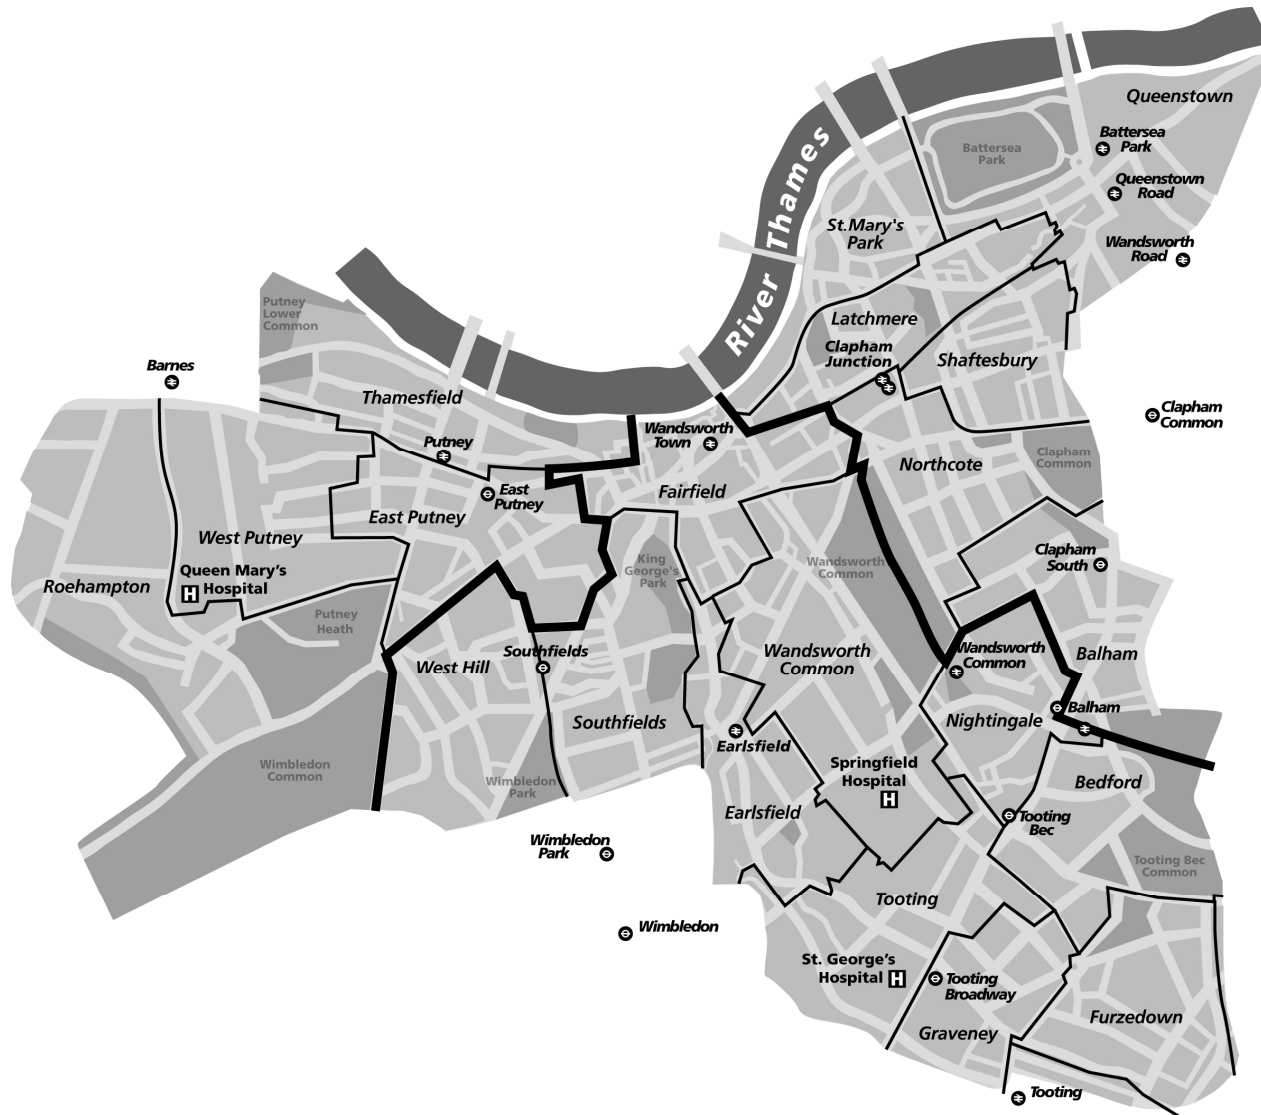 Queenstown
Battersea
Park
Battersea
Park
Queenstown
Road
River Thames
St.Mary's
Park
Wandsworth
Road
Putney
Lower
Common
Latchmere
Clapham
Junction
Shaftesbury
Barnes
Thamesfield
Clapham
Common
Putney
Wandsworth
Town
Northcote
Clapham
Common
East
Putney
Fairfield
East Putney
West Putney
King
George's
Park
Wandsworth
Common
Clapham
South
Queen Mary's
Hospital
H
Roehampton
Putney
Heath
Southfields
West Hill
Wandsworth
Common
Wandsworth
Common
Balham
Balham
Southfields
Nightingale
Earlsfield
Wimbledon
Common
Wimbledon
Park
Springfield
Hospital
H
Bedford
Earlsfield
Tooting
Bec
Wimbledon
Park
Tooting Bec
Common
Tooting
Wimbledon
St. George's
Hospital
H
Tooting
Broadway
Graveney
Furzedown
Tooting